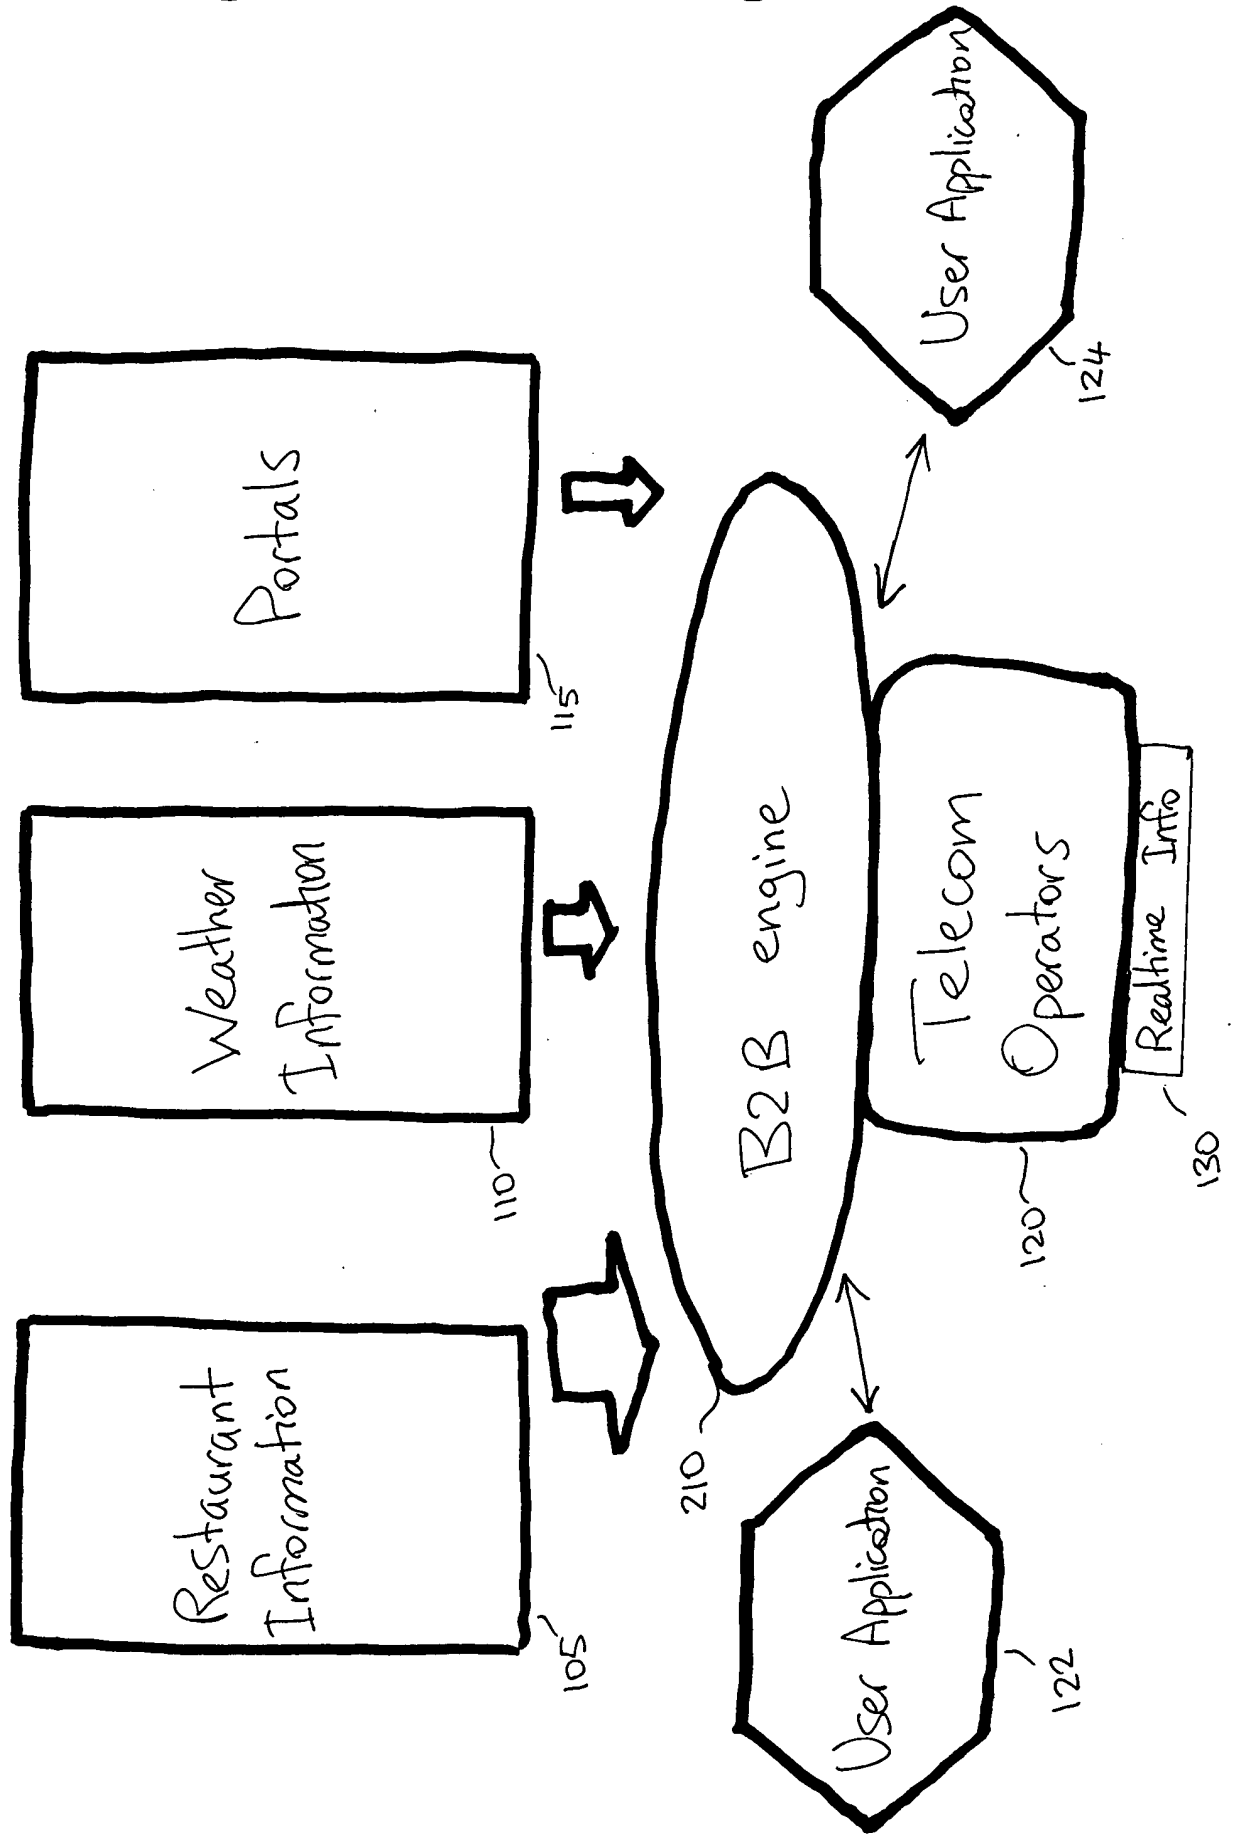 Restaurant
Information
105
Weather
Information
110
Portals
115
B2B engine
210
User Application
122
Telecom
Operators
120
Realtime Info
130
User Application
124